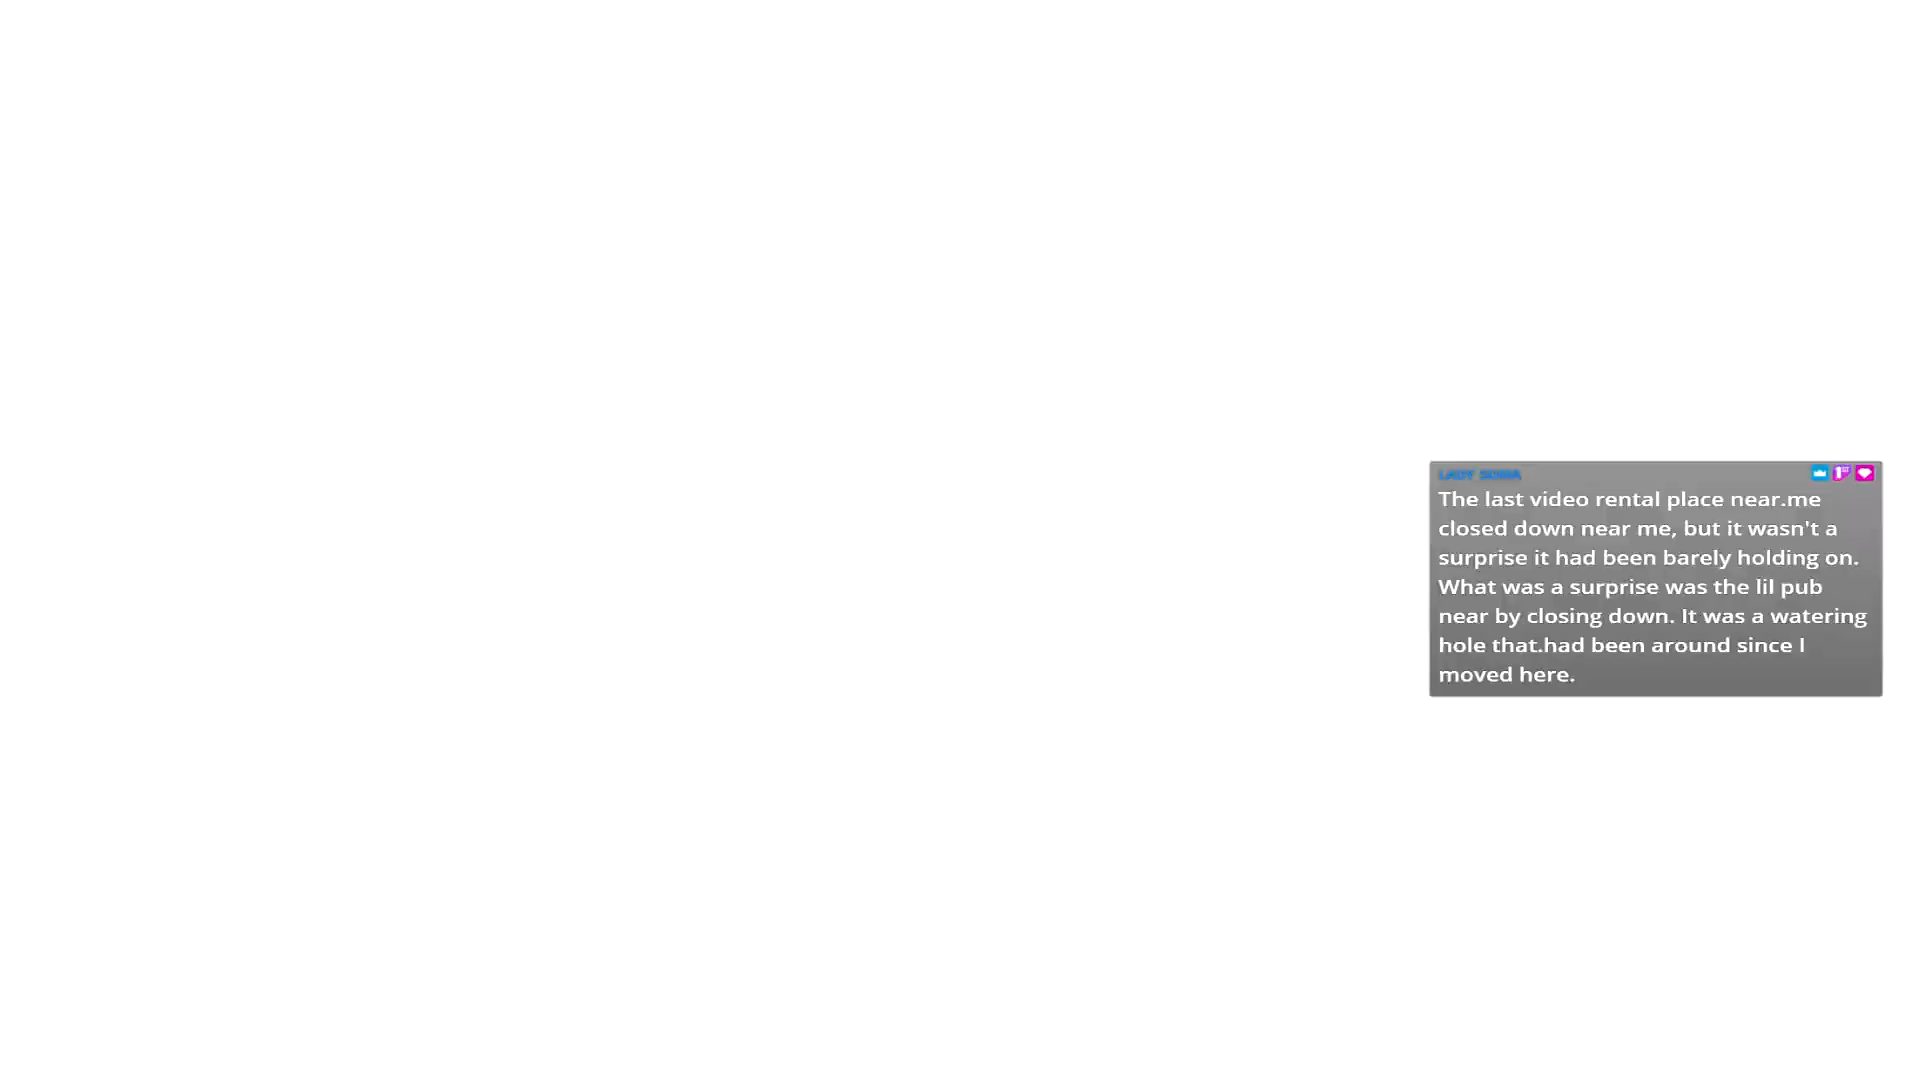 LADY
The last video rental place near.me
closed down near me, but it wasn't a
surprise it had been barely holding on.
What was a surprise was the lil pub
near by closing down. It was a watering
hole that.had been around since I
moved here.